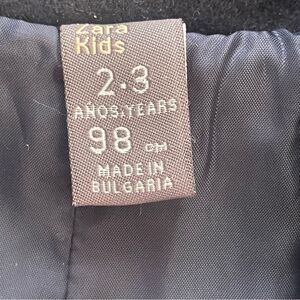 Zara
Kids
2-3
AÑOS/YEARS
98 CM
MADE IN
BULGARIA